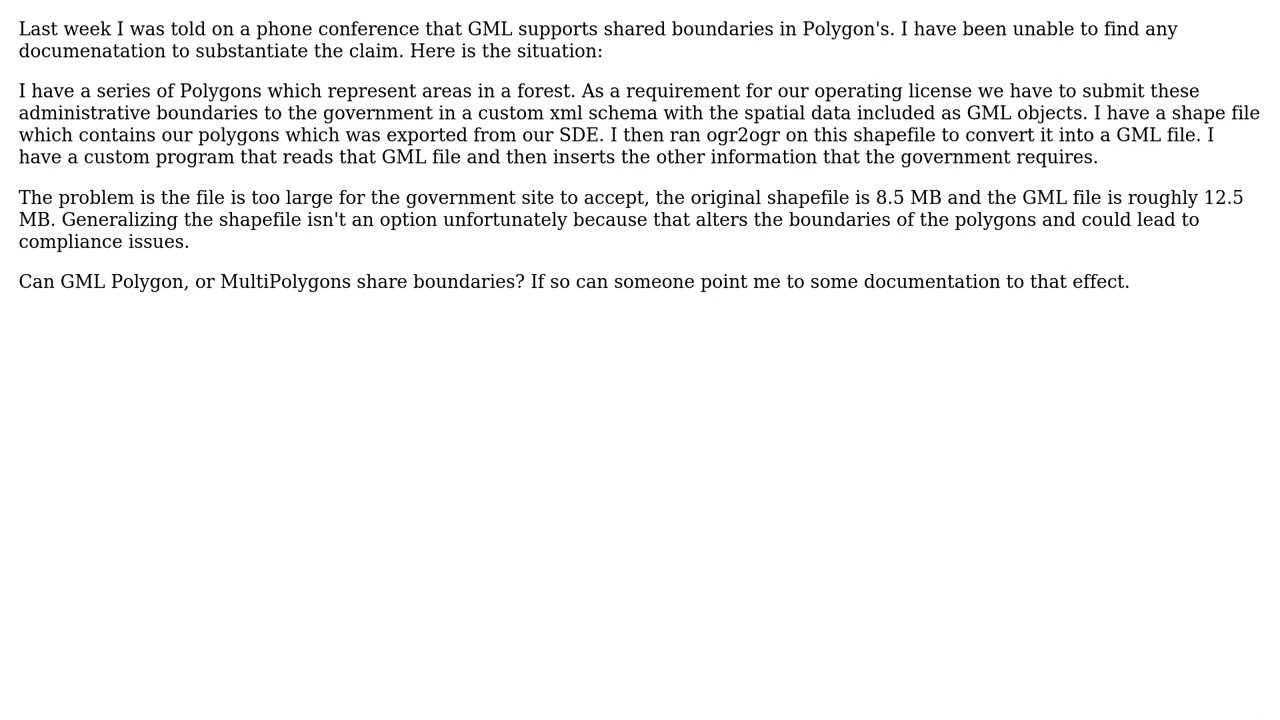 Last week I was told on a phone conference that GML supports shared boundaries in Polygon's. I have been unable to find any
documenatation to substantiate the claim. Here is the situation:
I have a series of Polygons which represent areas in a forest. As a requirement for our operating license we have to submit these
administrative boundaries to the government in a custom xml schema with the spatial data included as GML objects. I have a shape file
which contains our polygons which was exported from our SDE. I then ran ogr2ogr on this shapefile to convert it into a GML file. I
have a custom program that reads that GML file and then inserts the other information that the government requires.
The problem is the file is too large for the government site to accept, the original shapefile is 8.5 MB and the GML file is roughly 12.5
MB. Generalizing the shapefile isn't an option unfortunately because that alters the boundaries of the polygons and could lead to
compliance issues.
Can GML Polygon, or MultiPolygons share boundaries? If so can someone point me to some documentation to that effect.